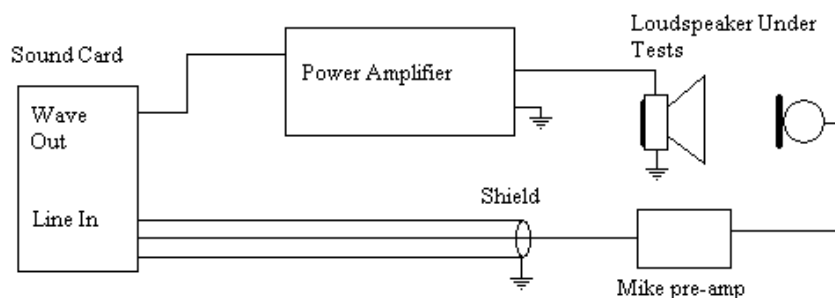 Loudspeaker Under
Tests
Sound Card
Power Amplifier
Wave
Out
Shield
Line In
Mike pre-amp